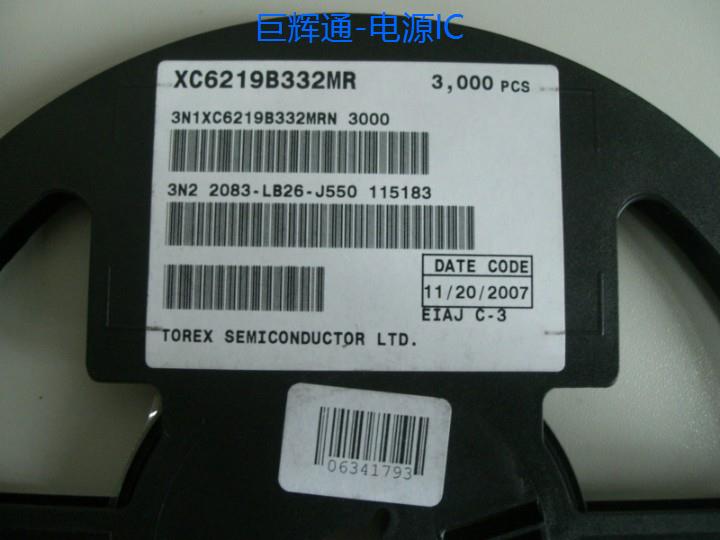 巨辉通-电源IC
XC6219B332MR 3,000 PCS
3N1XC6219B332MRN 3000
3N2 2083-LB26-J550 115183
DATE CODE
11/20/2007
EIAJ C-3
TOREX SEMICONDUCTOR LTD.
06341793